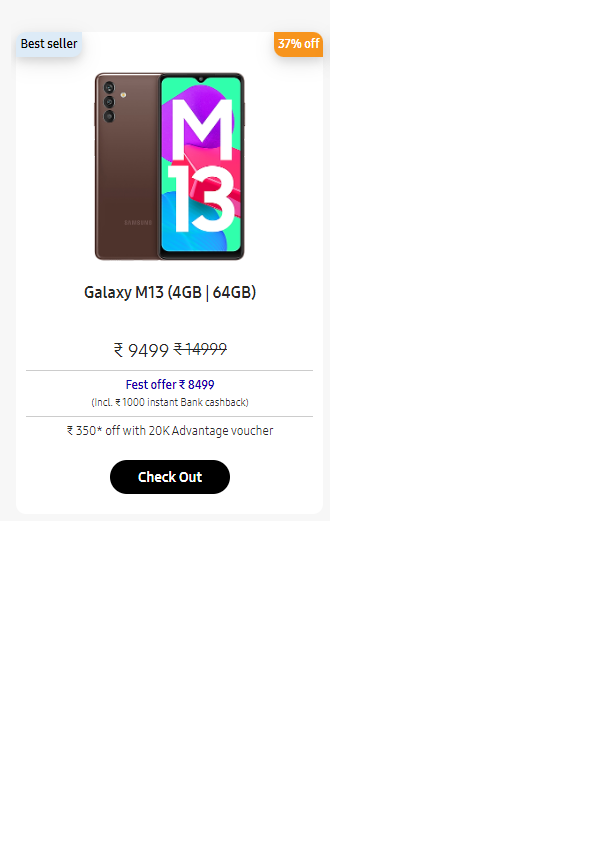 Best seller
37% off
SAMSUNG
M
13
Galaxy M13 (4GB | 64GB)
₹ 9499 ₹ 14999
Fest offer ₹ 8499
(Incl. ₹ 1000 instant Bank cashback)
₹ 350* off with 20K Advantage voucher
Check Out